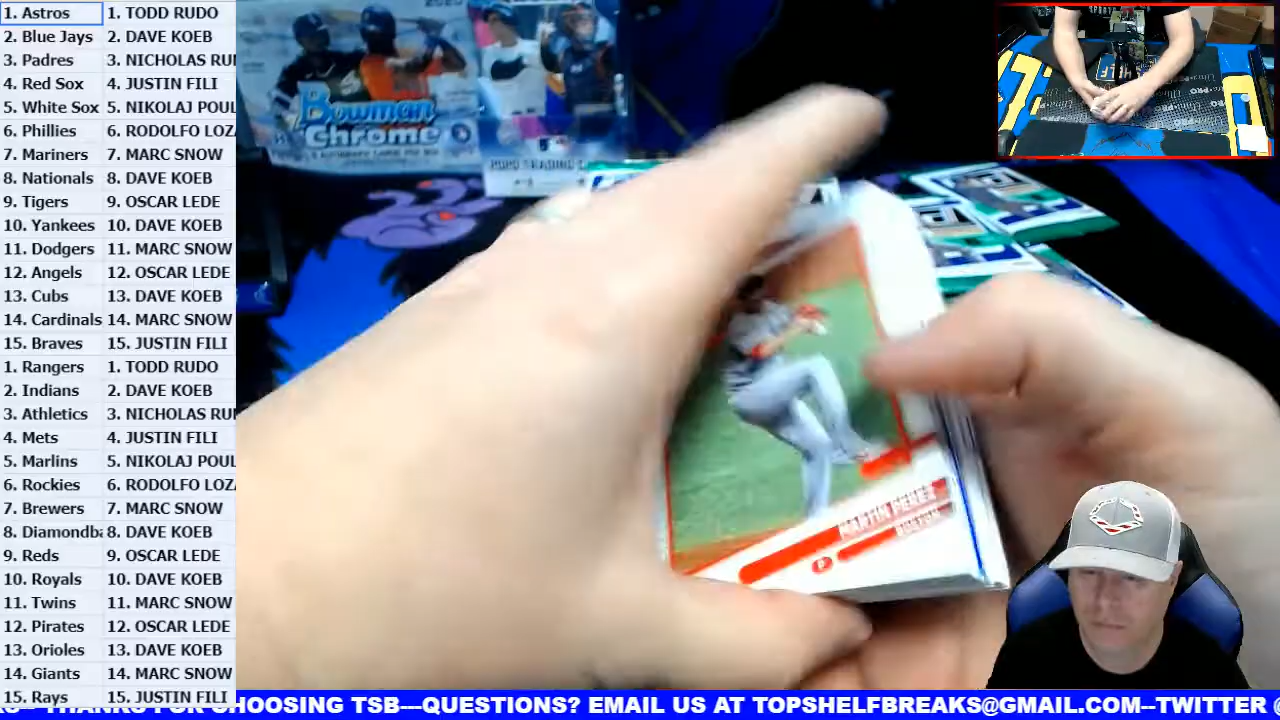 1. Astros 1. TODD RUDO
2. Blue Jays 2. DAVE KOEB
3. Padres 3. NICHOLAS RU
4. Red Sox 4. JUSTIN FILI
5. White Sox 5. NIKOLAJ POUL
6. Phillies 6. RODOLFO LOZ
7. Mariners 7. MARC SNOW
8. Nationals 8. DAVE KOEB
9. Tigers 9. OSCAR LEDE
10. Yankees 10. DAVE KOEB
11. Dodgers 11. MARC SNOW
12. Angels 12. OSCAR LEDE
13. Cubs 13. DAVE KOEB
14. Cardinals 14. MARC SNOW
15. Braves 15. JUSTIN FILI
1. Rangers 1. TODD RUDO
2. Indians 2. DAVE KOEB
3. Athletics 3. NICHOLAS RU
4. Mets 4. JUSTIN FILI
5. Marlins 5. NIKOLAJ POUL
6. Rockies 6. RODOLFO LOZ
7. Brewers 7. MARC SNOW
8. Diamondba 8. DAVE KOEB
9. Reds 9. OSCAR LEDE
10. Royals 10. DAVE KOEB
11. Twins 11. MARC SNOW
12. Pirates 12. OSCAR LEDE
13. Orioles 13. DAVE KOEB
14. Giants 14. MARC SNOW
15. Rays 15. JUSTIN FILI
Bowman
Chrome
MARTIN PEREZ
BOSTON
P
THANKS FOR CHOOSING TSB---QUESTIONS? EMAIL US AT TOPSHELFBREAKS@GMAIL.COM--TWITTER @